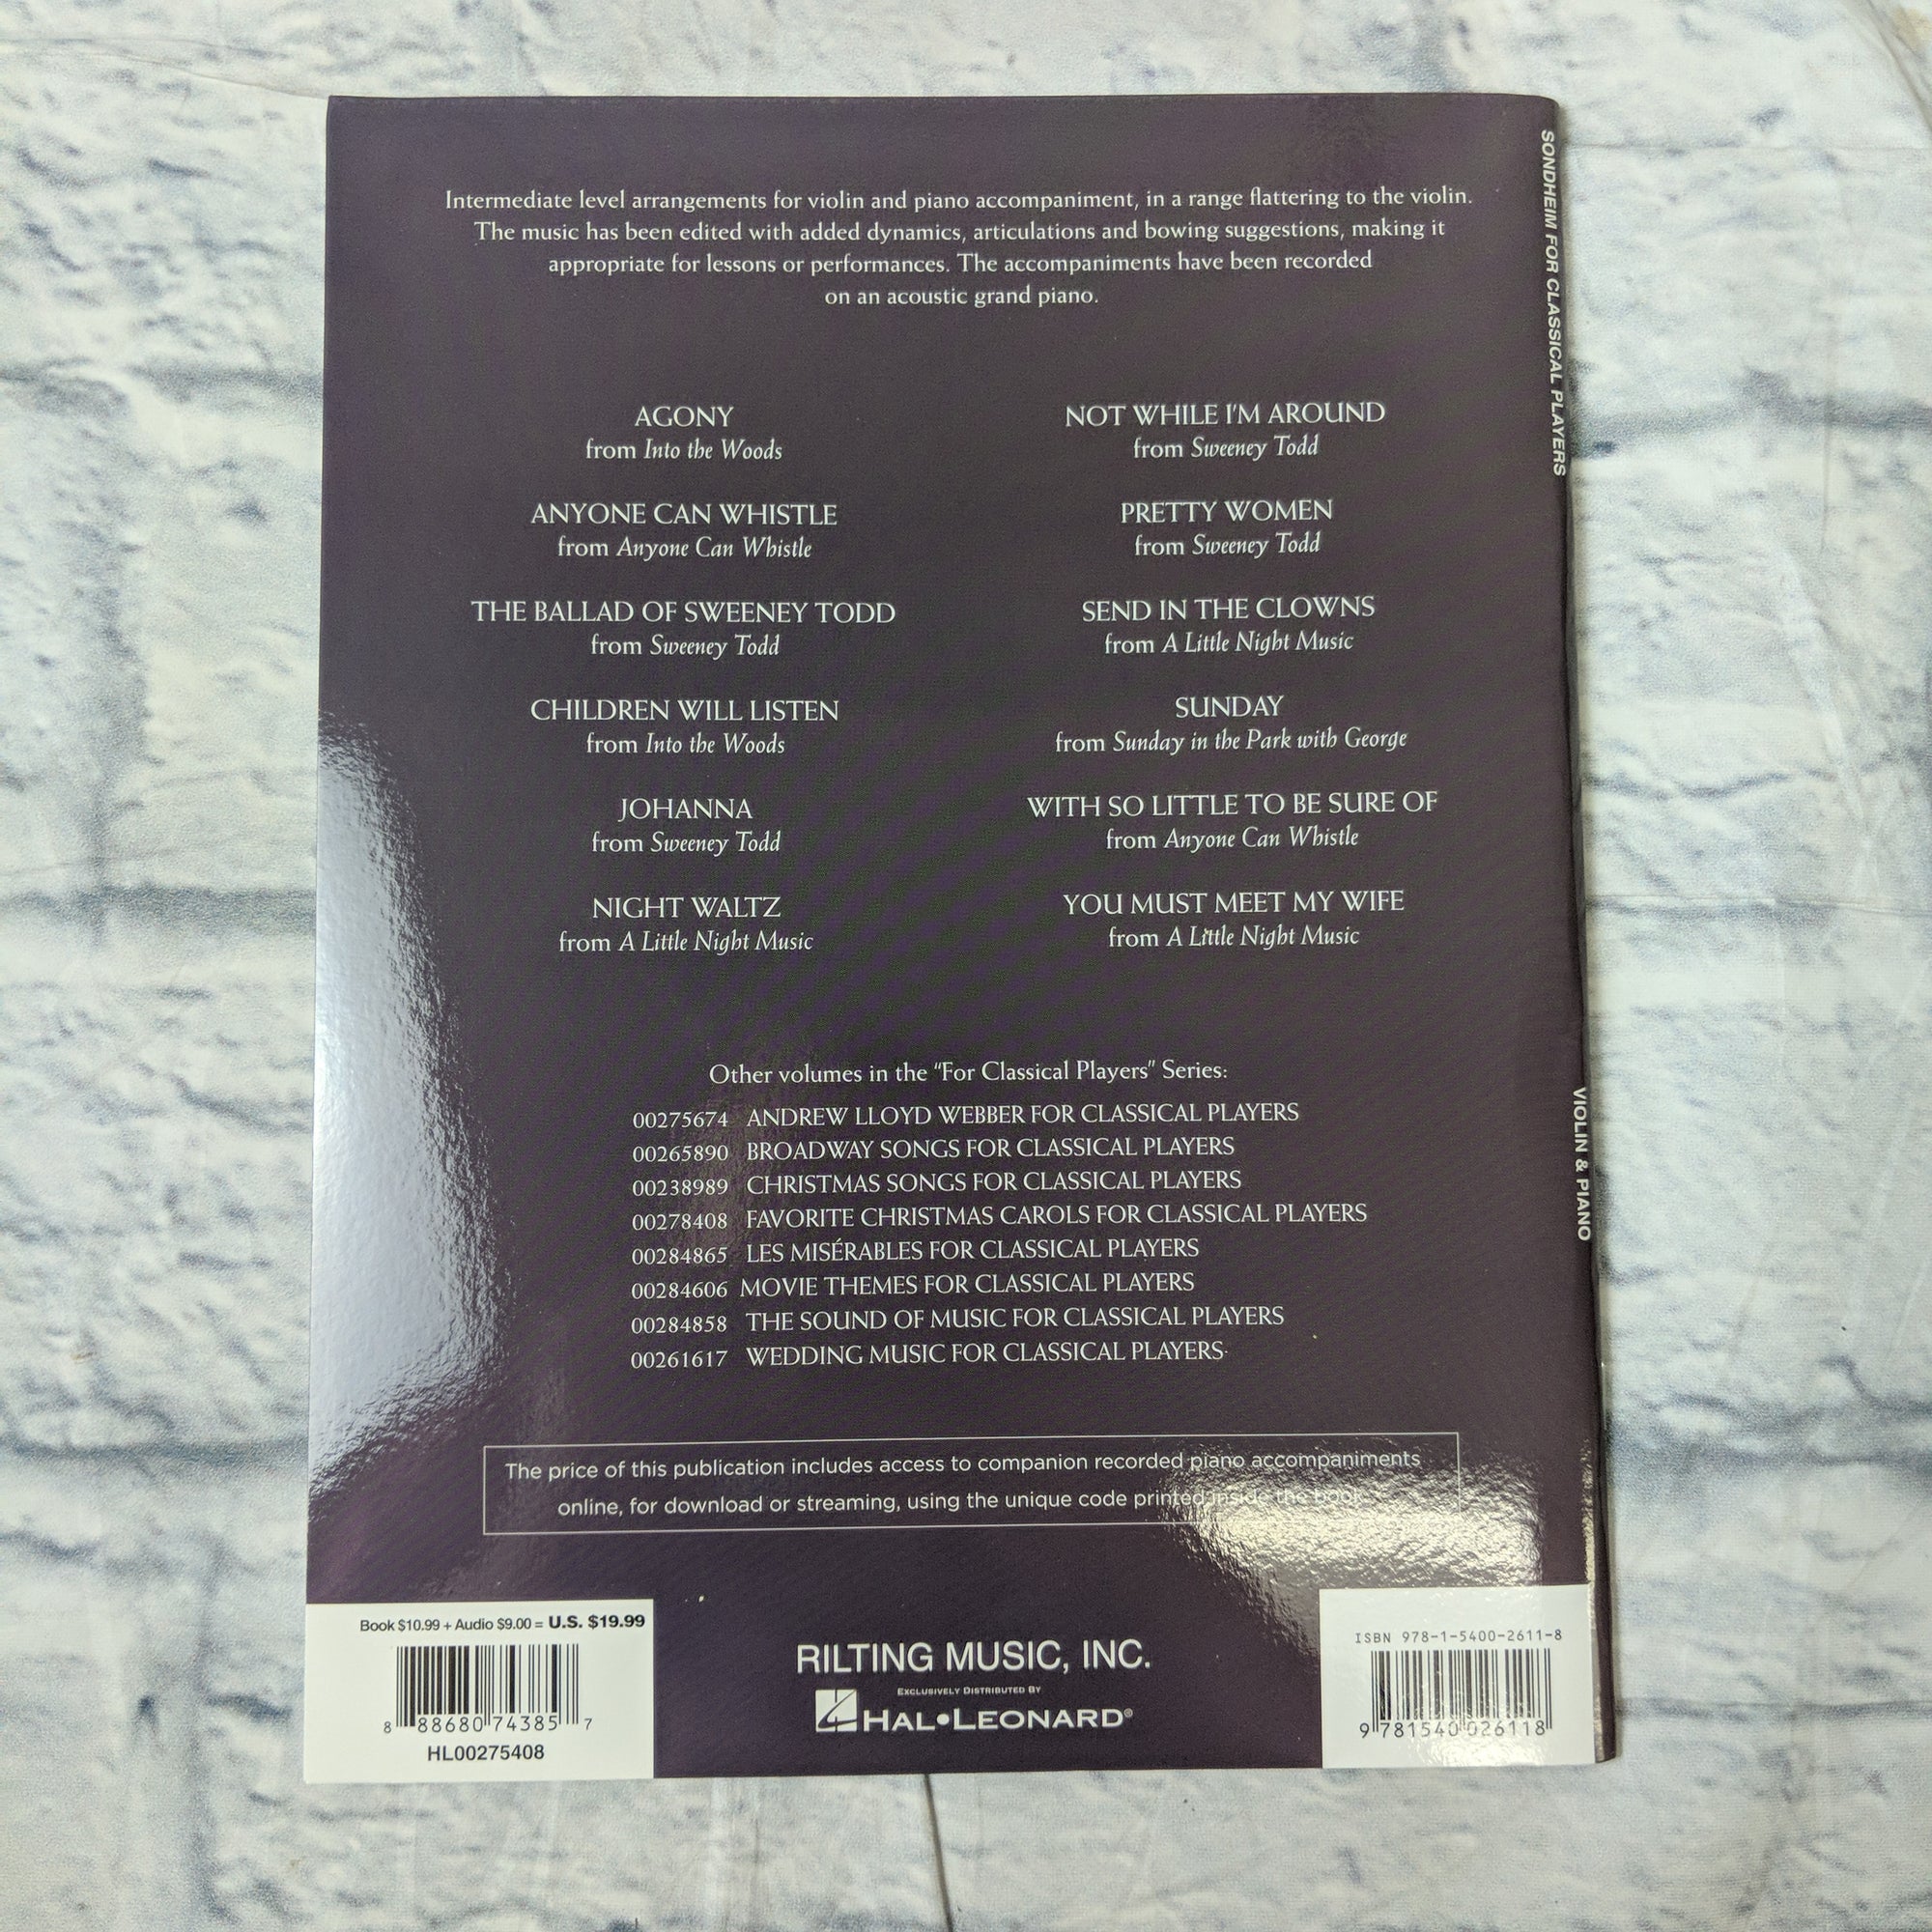 Intermediate level arrangements for violin and piano accompaniment, in a range flattering to the violin.
The music has been edited with added dynamics, articulations and bowing suggestions, making it
appropriate for lessons or performances. The accompaniments have been recorded
on an acoustic grand piano.
AGONY
from Into the Woods
ANYONE CAN WHISTLE
from Anyone Can Whistle
THE BALLAD OF SWEENEY TODD
from Sweeney Todd
CHILDREN WILL LISTEN
from Into the Woods
JOHANNA
from Sweeney Todd
NIGHT WALTZ
from A Little Night Music
NOT WHILE I'M AROUND
from Sweeney Todd
PRETTY WOMEN
from Sweeney Todd
SEND IN THE CLOWNS
from A Little Night Music
SUNDAY
from Sunday in the Park with George
WITH SO LITTLE TO BE SURE OF
from Anyone Can Whistle
YOU MUST MEET MY WIFE
from A Little Night Music
Other volumes in the “For Classical Players” Series:
00275674 ANDREW LLOYD WEBBER FOR CLASSICAL PLAYERS
00265890 BROADWAY SONGS FOR CLASSICAL PLAYERS
00238989 CHRISTMAS SONGS FOR CLASSICAL PLAYERS
00278408 FAVORITE CHRISTMAS CAROLS FOR CLASSICAL PLAYERS
00284865 LES MISÉRABLES FOR CLASSICAL PLAYERS
00284606 MOVIE THEMES FOR CLASSICAL PLAYERS
00284858 THE SOUND OF MUSIC FOR CLASSICAL PLAYERS
00261617 WEDDING MUSIC FOR CLASSICAL PLAYERS
The price of this publication includes access to companion recorded piano accompaniments
online, for download or streaming, using the unique code printed inside the book.
Book $10.99 + Audio $9.00 = U.S. $19.99
8 88680 74385 7
HL00275408
RILTING MUSIC, INC.
EXCLUSIVELY DISTRIBUTED BY
HAL•LEONARD®
ISBN 978-1-5400-2611-8
9 781540 026118
SONDHEIM FOR CLASSICAL PLAYERS
VIOLIN & PIANO